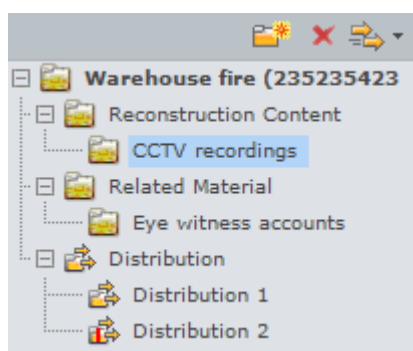 Warehouse fire (235235423
Reconstruction Content
CCTV recordings
Related Material
Eye witness accounts
Distribution
Distribution 1
Distribution 2